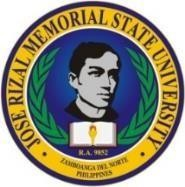 JOSE RIZAL MEMORIAL STATE UNIVERSITY
R.A. 9852
ZAMBOANGA DEL NORTE
PHILIPPINES